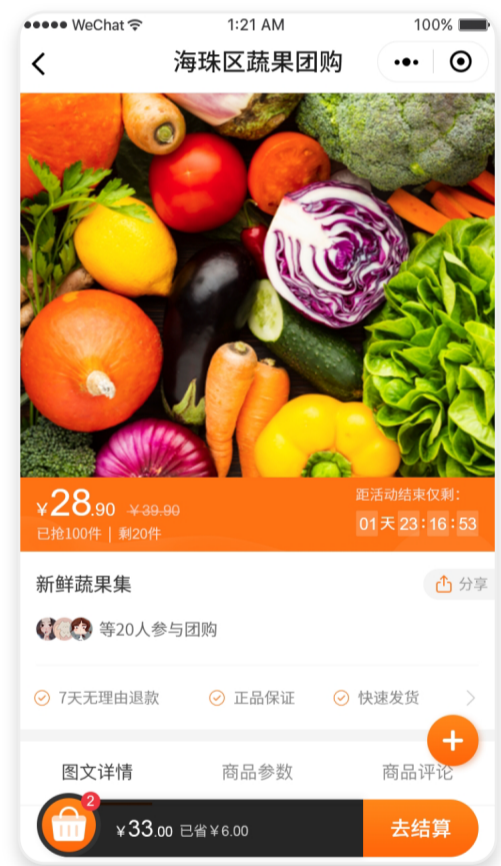 WeChat 1:21 AM 100%
海珠区蔬果团购
¥28.90 ¥39.90
距活动结束仅剩：
已抢100件 | 剩20件
01 天 23 : 16 : 53
新鲜蔬果集
分享
等20人参与团购
7天无理由退款 正品保证 快速发货
图文详情 商品参数 商品评论
2
¥33.00 已省¥6.00 去结算